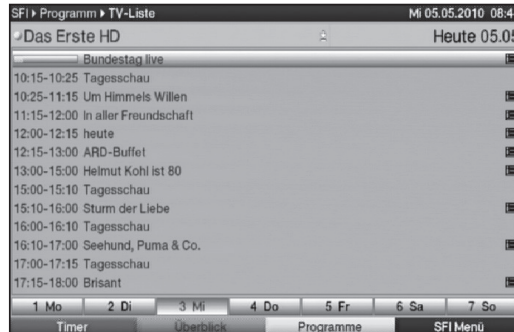 SFI ▸ Programm ▸ TV-Liste Mi 05.05.2010 08:4
Das Erste HD Heute 05.05
Bundestag live
10:15-10:25 Tagesschau
10:25-11:15 Um Himmels Willen
11:15-12:00 In aller Freundschaft
12:00-12:15 heute
12:15-13:00 ARD-Buffet
13:00-15:00 Helmut Kohl ist 80
15:00-15:10 Tagesschau
15:10-16:00 Sturm der Liebe
16:00-16:10 Tagesschau
16:10-17:00 Seehund, Puma & Co.
17:00-17:15 Tagesschau
17:15-18:00 Brisant
1 Mo 2 Di 3 Mi 4 Do 5 Fr 6 Sa 7 So
Timer Überblick Programme SFI Menü